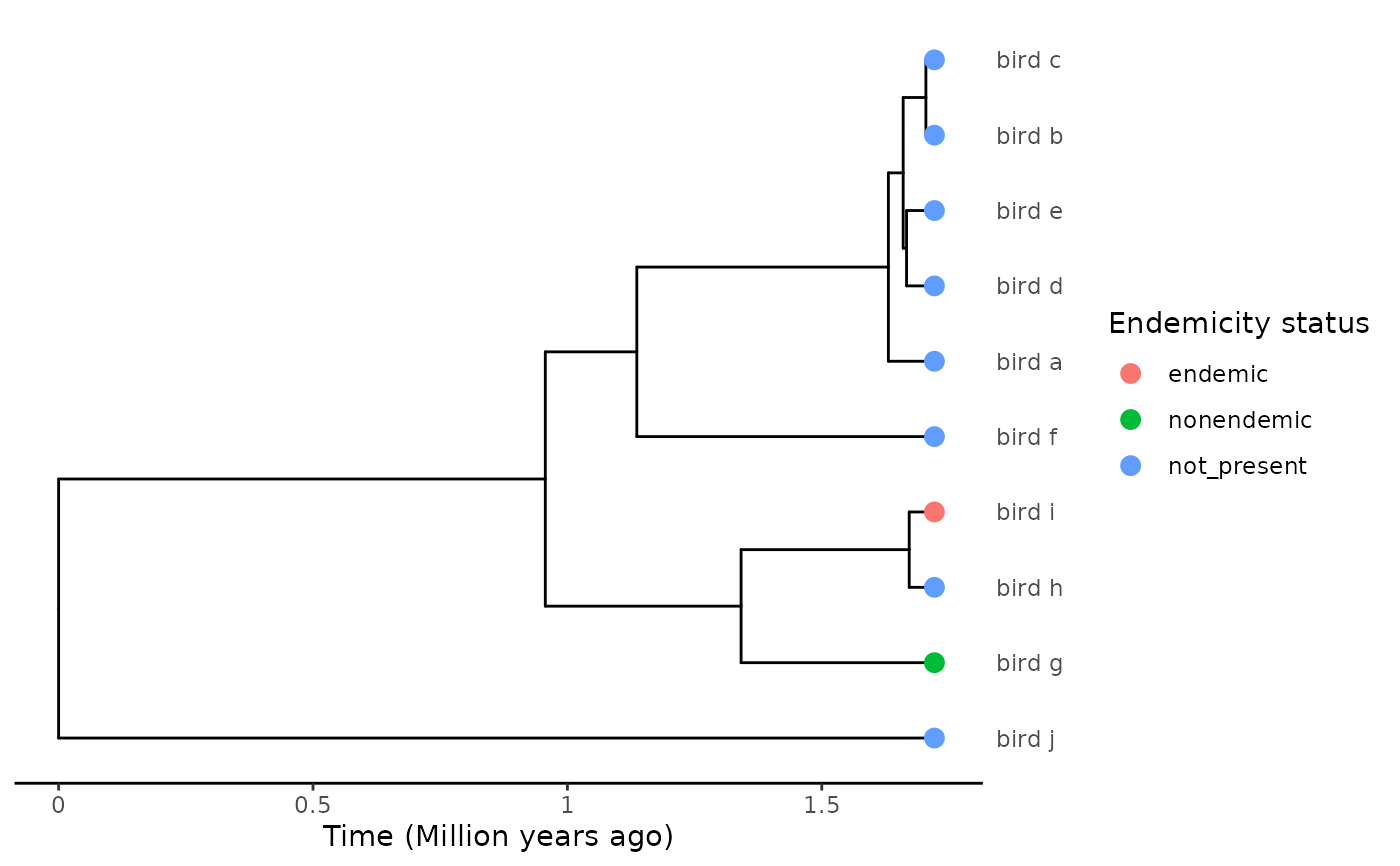 bird c
bird b
bird e
bird d
bird a
bird f
bird i
bird h
bird g
bird j
Endemicity status
endemic
nonendemic
not_present
0 0.5 1 1.5
Time (Million years ago)